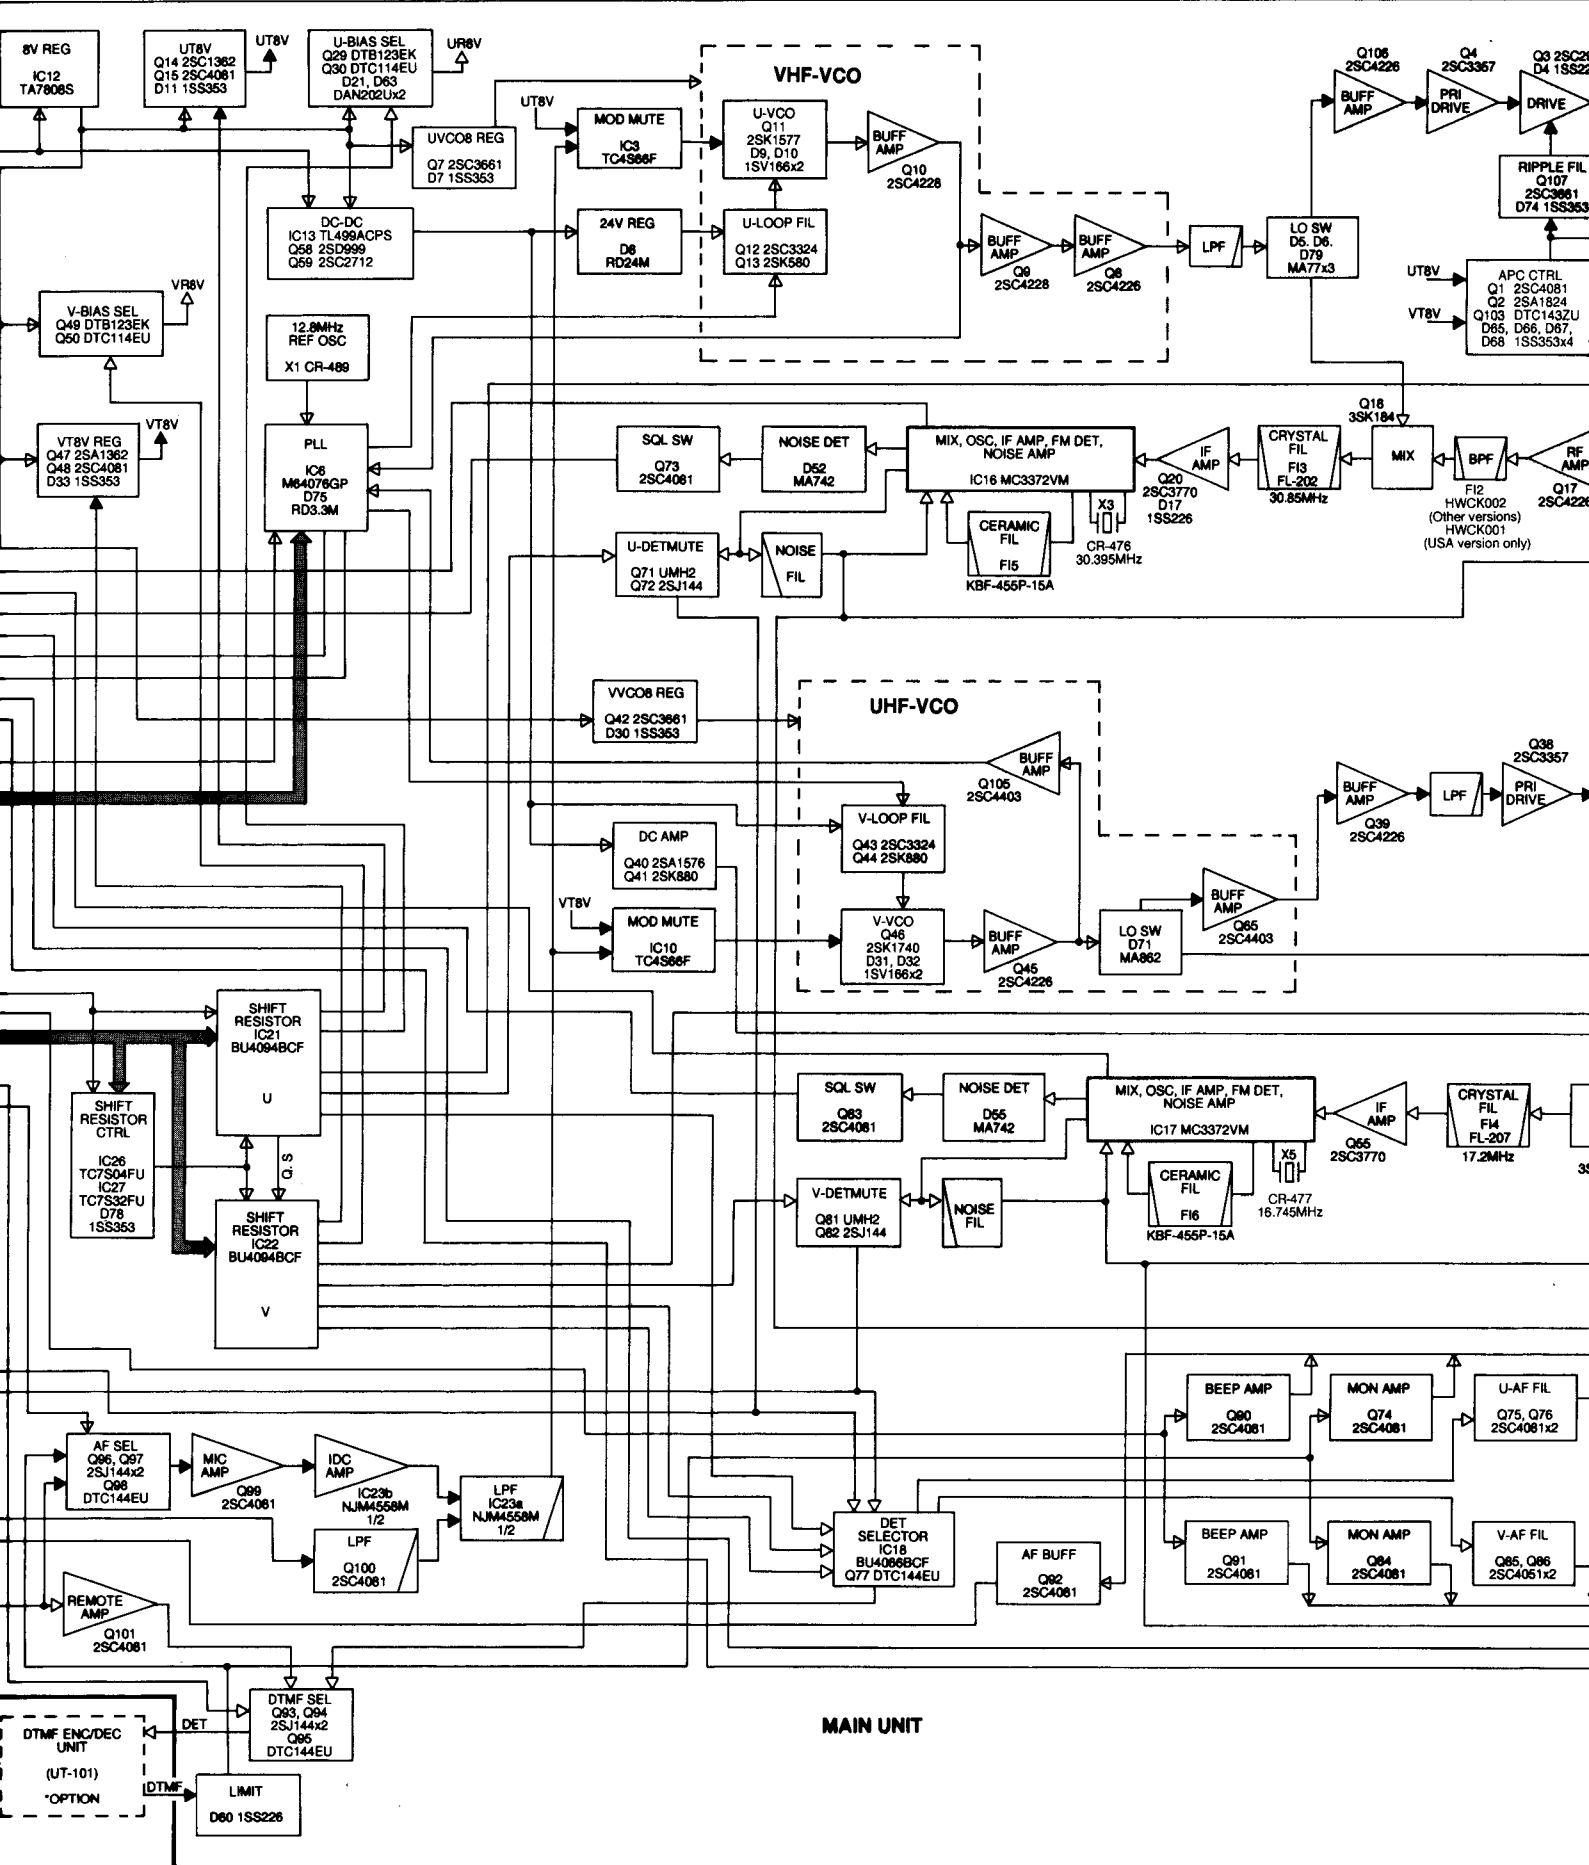 8V REG
IC12
TA7808S
UT8V
Q14 2SC1362
Q15 2SC4081
D11 1SS353
UT8V
U-BIAS SEL
Q29 DTB123EK
Q30 DTC114EU
D21, D63
DAN202Ux2
UR8V
UVCO8 REG
Q7 2SC3661
D7 1SS353
DC-DC
IC13 TL499ACPS
Q58 2SD999
Q59 2SC2712
UT8V
MOD MUTE
IC3
TC4S66F
24V REG
D8
RD24M
VHF-VCO
U-VCO
Q11
2SK1577
D9, D10
1SV166x2
BUFF
AMP
Q10
2SC4228
U-LOOP FIL
Q12 2SC3324
Q13 2SK880
BUFF
AMP
Q9
2SC4228
BUFF
AMP
Q8
2SC4226
LPF
LO SW
D5. D6.
D79
MA77x3
Q106
2SC4226
BUFF
AMP
Q4
2SC3357
PRI
DRIVE
Q3
DRIVE
RIPPLE FIL
Q107
2SC3661
D74 1SS353
UT8V
VT8V
APC CTRL
Q1 2SC4081
Q2 2SA1824
Q103 DTC143ZU
D65, D66, D67,
D68 1SS353x4
V-BIAS SEL
Q49 DTB123EK
Q50 DTC114EU
VR8V
12.8MHz
REF OSC
X1 CR-489
VT8V REG
Q47 2SA1362
Q48 2SC4081
D33 1SS353
VT8V
PLL
IC6
M64076GP
D75
RD3.3M
SQL SW
Q73
2SC4081
NOISE DET
D52
MA742
MIX, OSC, IF AMP, FM DET,
NOISE AMP
IC16 MC3372VM
IF
AMP
Q20
2SC3770
D17
1SS226
CRYSTAL
FIL
FI3
FL-202
30.85MHz
Q18
3SK184
MIX
BPF
FI2
HWCK002
(Other versions)
HWCK001
(USA version only)
RF
AMP
Q17
2SC4226
CERAMIC
FIL
FI5
KBF-455P-15A
X3
CR-476
30.395MHz
U-DETMUTE
Q71 UMH2
Q72 2SJ144
NOISE
FIL
VVCO8 REG
Q42 2SC3661
D30 1SS353
UHF-VCO
BUFF
AMP
Q105
2SC4403
V-LOOP FIL
Q43 2SC3324
Q44 2SK880
DC AMP
Q40 2SA1576
Q41 2SK880
VT8V
MOD MUTE
IC10
TC4S66F
V-VCO
Q46
2SK1740
D31, D32
1SV166x2
BUFF
AMP
Q45
2SC4226
LO SW
D71
MA862
BUFF
AMP
Q65
2SC4403
BUFF
AMP
Q39
2SC4226
LPF
Q38
2SC3357
PRI
DRIVE
SHIFT
RESISTOR
IC21
BU4094BCF
U
SHIFT
RESISTOR
CTRL
IC26
TC7S04FU
IC27
TC7S32FU
D78
1SS353
Q. S
SHIFT
RESISTOR
IC22
BU4094BCF
V
SQL SW
Q83
2SC4081
NOISE DET
D55
MA742
MIX, OSC, IF AMP, FM DET,
NOISE AMP
IC17 MC3372VM
IF
AMP
Q55
2SC3770
CRYSTAL
FIL
FI4
FL-207
17.2MHz
CERAMIC
FIL
FI6
KBF-455P-15A
X5
CR-477
16.745MHz
V-DETMUTE
Q81 UMH2
Q82 2SJ144
NOISE
FIL
BEEP AMP
Q90
2SC4081
MON AMP
Q74
2SC4081
U-AF FIL
Q75, Q76
2SC4081x2
AF SEL
Q96, Q97
2SJ144x2
Q98
DTC144EU
MIC
AMP
Q99
2SC4081
IDC
AMP
IC23b
NJM4558M
1/2
LPF
IC23a
NJM4558M
1/2
LPF
Q100
2SC4081
DET
SELECTOR
IC18
BU4066BCF
Q77 DTC144EU
AF BUFF
Q92
2SC4081
BEEP AMP
Q91
2SC4081
MON AMP
Q84
2SC4081
V-AF FIL
Q85, Q86
2SC4051x2
REMOTE
AMP
Q101
2SC4081
DTMF SEL
Q93, Q94
2SJ144x2
Q95
DTC144EU
DET
DTMF ENC/DEC
UNIT
(UT-101)
*OPTION
DTMF
LIMIT
D80 1SS226
MAIN UNIT